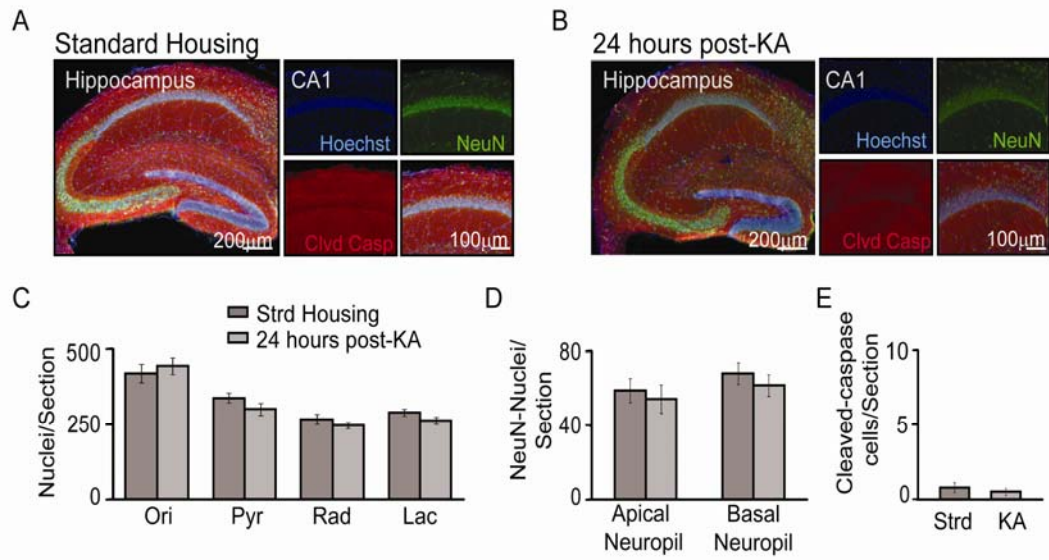 A
Standard Housing
Hippocampus
CA1
Hoechst
NeuN
Clvd Casp
200μm
100μm
B
24 hours post-KA
Hippocampus
CA1
Hoechst
NeuN
Clvd Casp
200μm
100μm
C
Strd Housing
24 hours post-KA
Nuclei/Section
500
250
0
Ori Pyr Rad Lac
D
NeuN-Nuclei/
Section
80
40
0
Apical
Neuropil
Basal
Neuropil
E
Cleaved-caspase
cells/Section
10
5
0
Strd KA